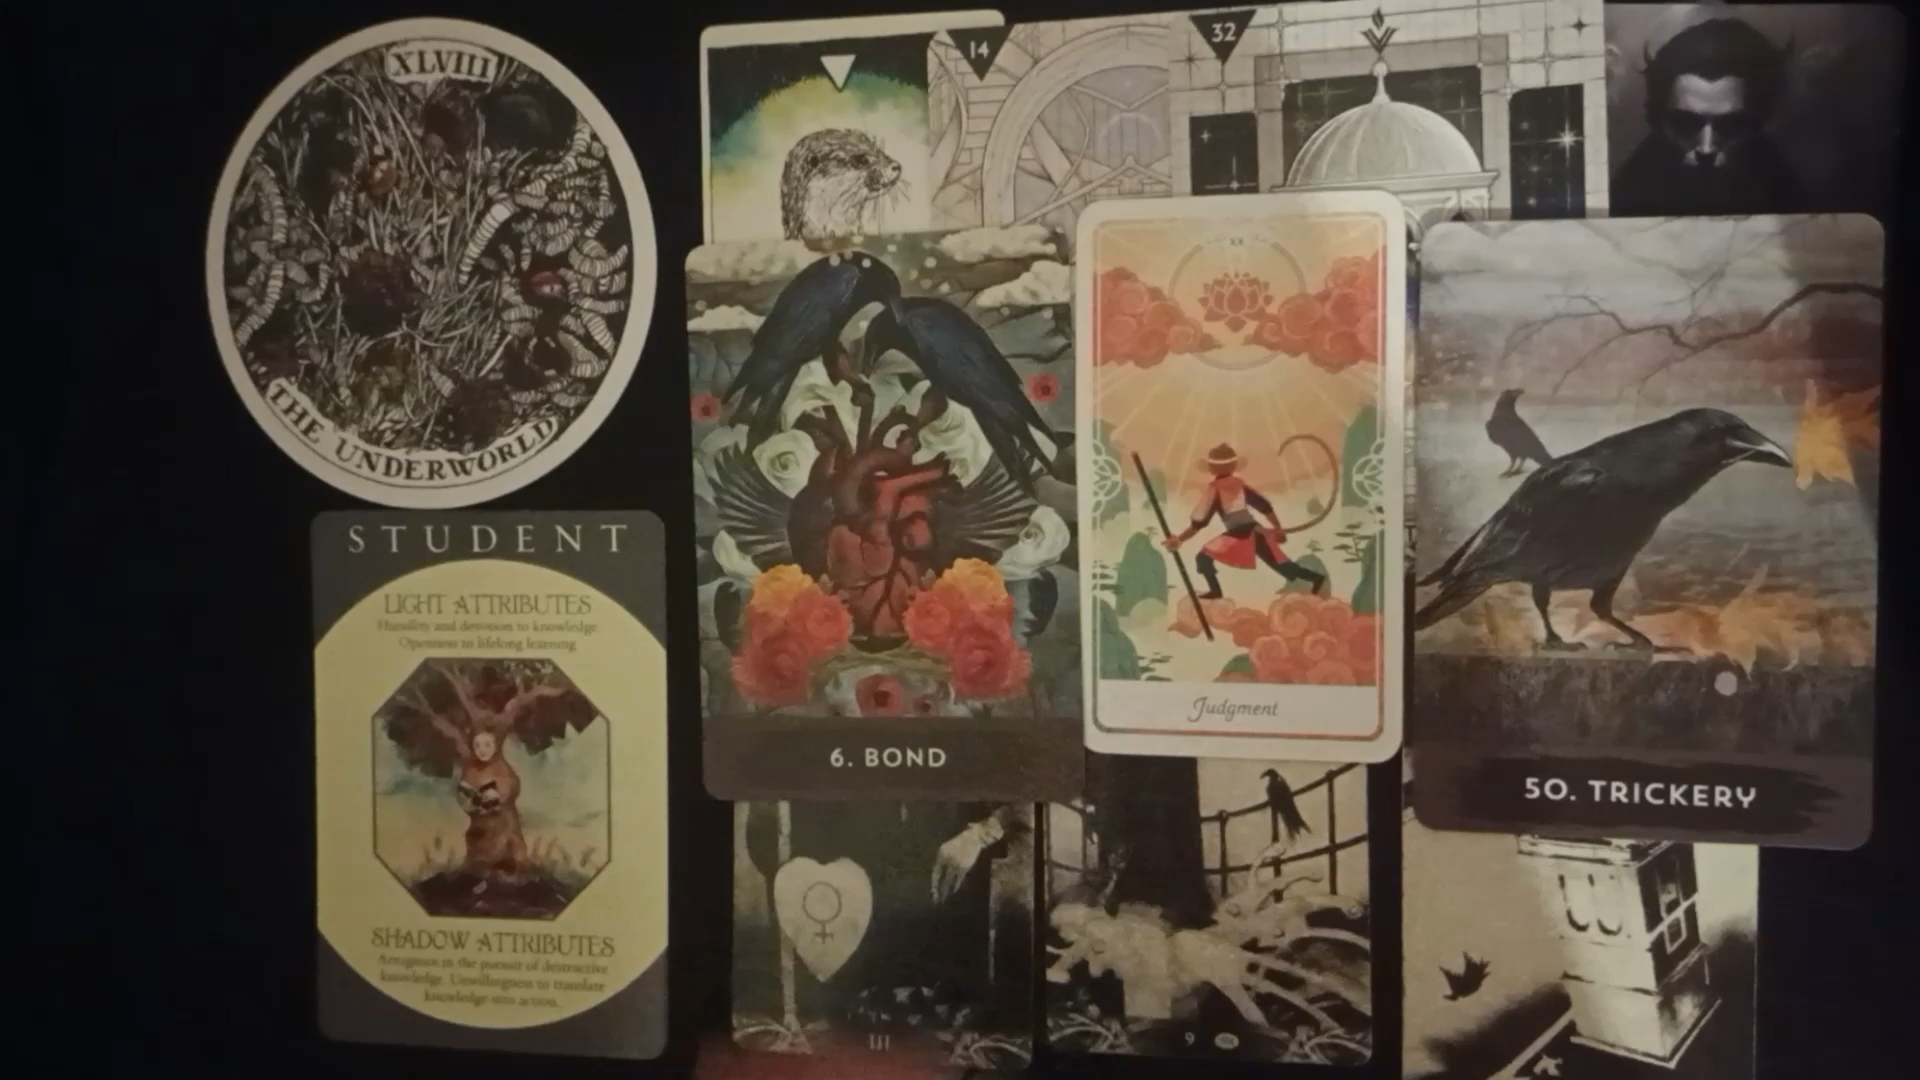 XLVIII
THE UNDERWORLD
14
32
XX
STUDENT
LIGHT ATTRIBUTES
Humility and devotion to knowledge
Openness to lifelong learning
SHADOW ATTRIBUTES
Arrogance in the pursuit of destructive
knowledge. Unwillingness to translate
knowledge into action.
6. BOND
Judgment
50. TRICKERY
III
9